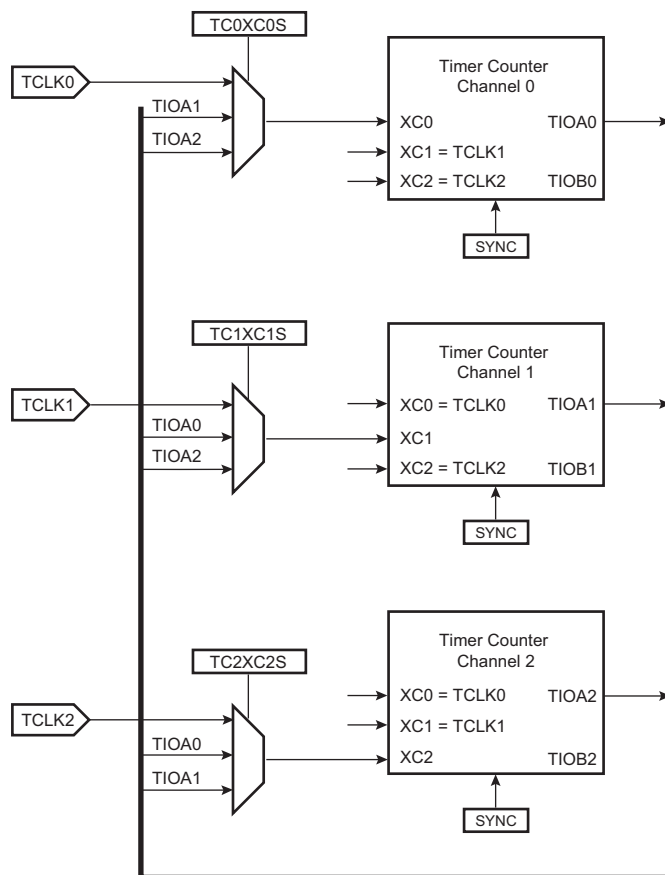 TC0XC0S
TCLK0
TIOA1
TIOA2
Timer Counter
Channel 0
XC0
TIOA0
XC1 = TCLK1
XC2 = TCLK2
TIOB0
SYNC
TC1XC1S
TCLK1
TIOA0
TIOA2
Timer Counter
Channel 1
XC0 = TCLK0
TIOA1
XC1
XC2 = TCLK2
TIOB1
SYNC
TC2XC2S
TCLK2
TIOA0
TIOA1
Timer Counter
Channel 2
XC0 = TCLK0
TIOA2
XC1 = TCLK1
XC2
TIOB2
SYNC